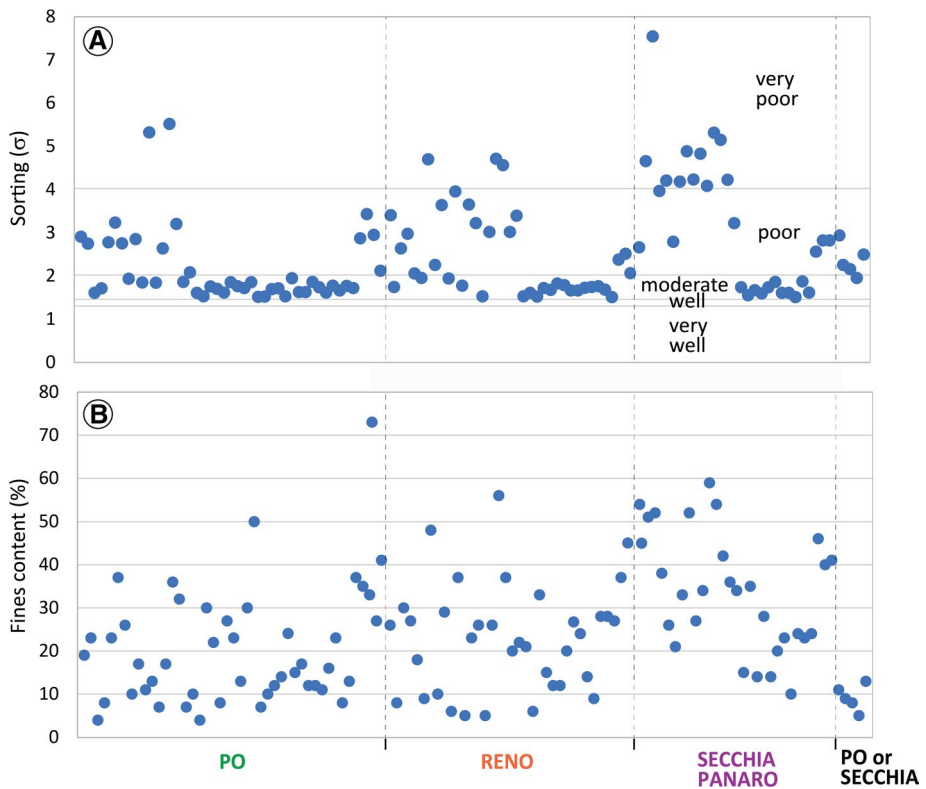 A
8
7
6
5
4
3
2
1
0
Sorting (σ)
very
poor
poor
moderate
well
very
well
B
80
70
60
50
40
30
20
10
0
Fines content (%)
PO
RENO
SECCHIA
PANARO
PO or
SECCHIA